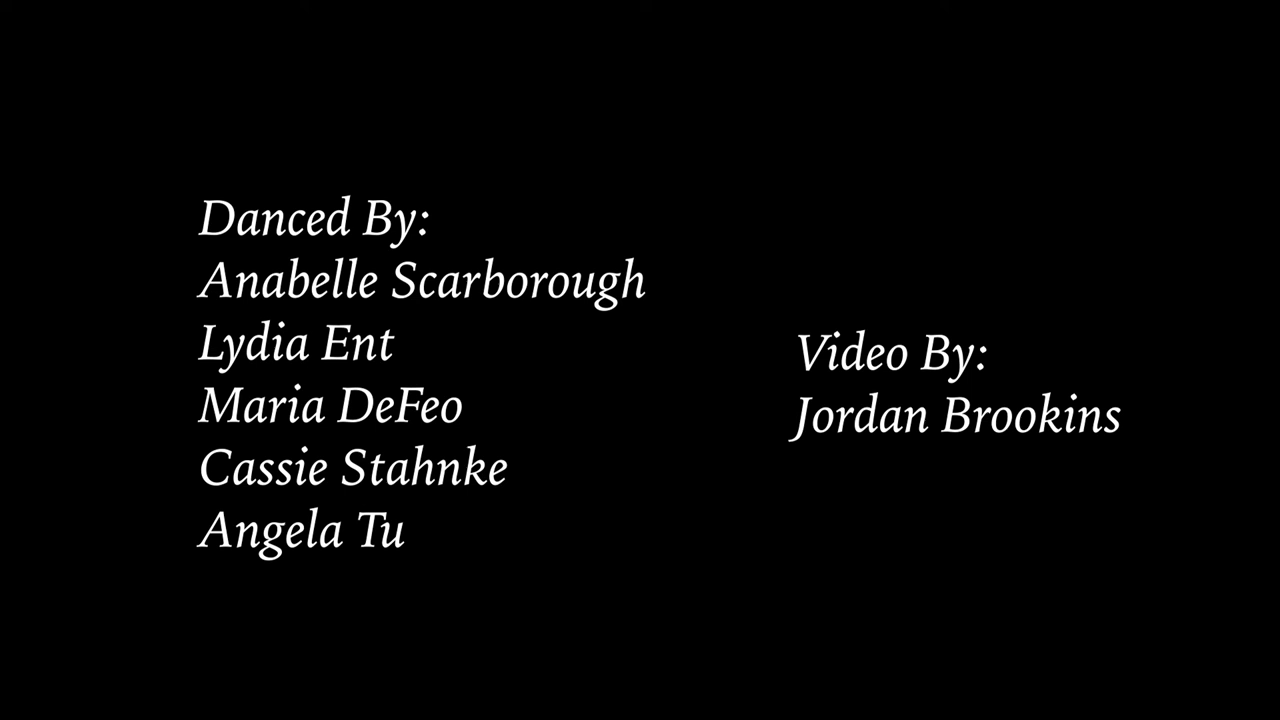 Danced By:
Anabelle Scarborough
Lydia Ent
Maria DeFeo
Cassie Stahnke
Angela Tu
Video By:
Jordan Brookins